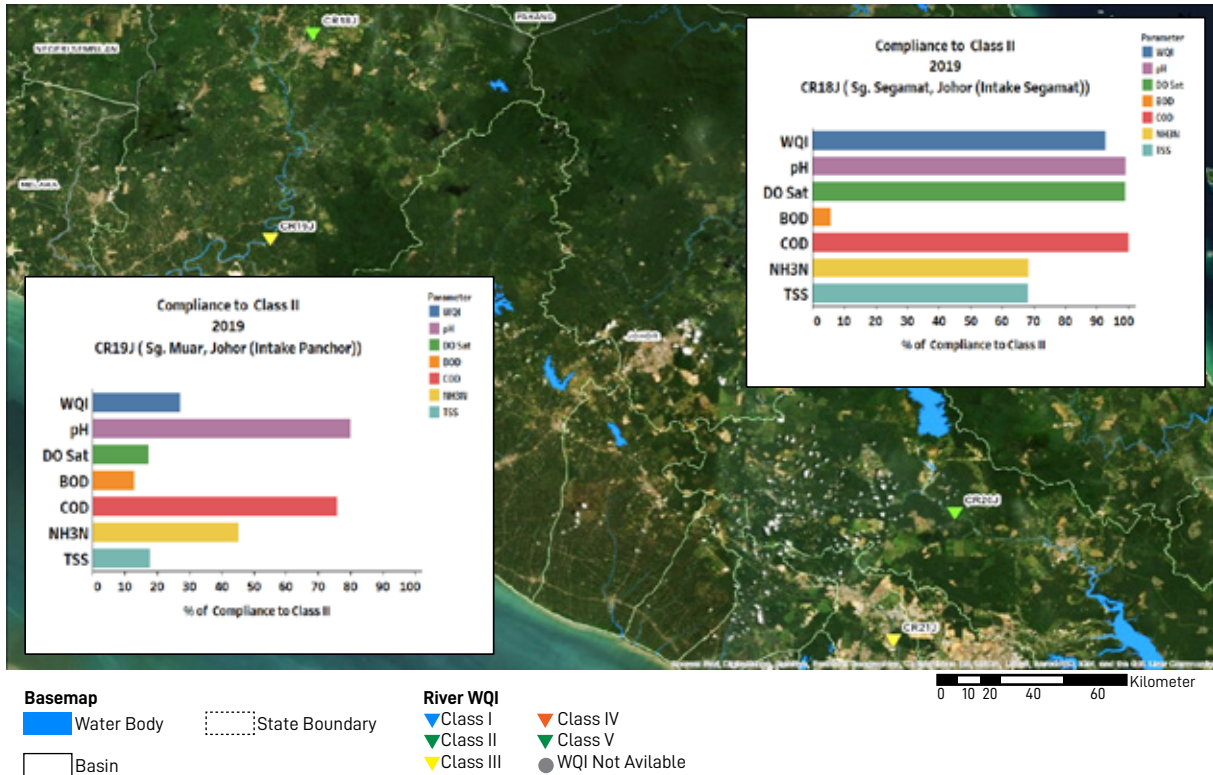 CR18J
PAHANG
NEGERI SEMBILAN
MELAKA
CR19J
JOHOR
CR20J
CR21J
Compliance to Class II
2019
CR18J ( Sg. Segamat, Johor (Intake Segamat))
Parameter
WQI
pH
DO Sat
BOD
COD
NH3N
TSS
WQI
pH
DO Sat
BOD
COD
NH3N
TSS
0 10 20 30 40 50 60 70 80 90 100
% of Compliance to Class II
Compliance to Class II
2019
CR19J ( Sg. Muar, Johor (Intake Panchor))
Parameter
WQI
pH
DO Sat
BOD
COD
NH3N
TSS
WQI
pH
DO Sat
BOD
COD
NH3N
TSS
0 10 20 30 40 50 60 70 80 90 100
% of Compliance to Class II
0 10 20 40 60 Kilometer
Basemap
Water Body
State Boundary
Basin
River WQI
Class I
Class II
Class III
Class IV
Class V
WQI Not Avilable